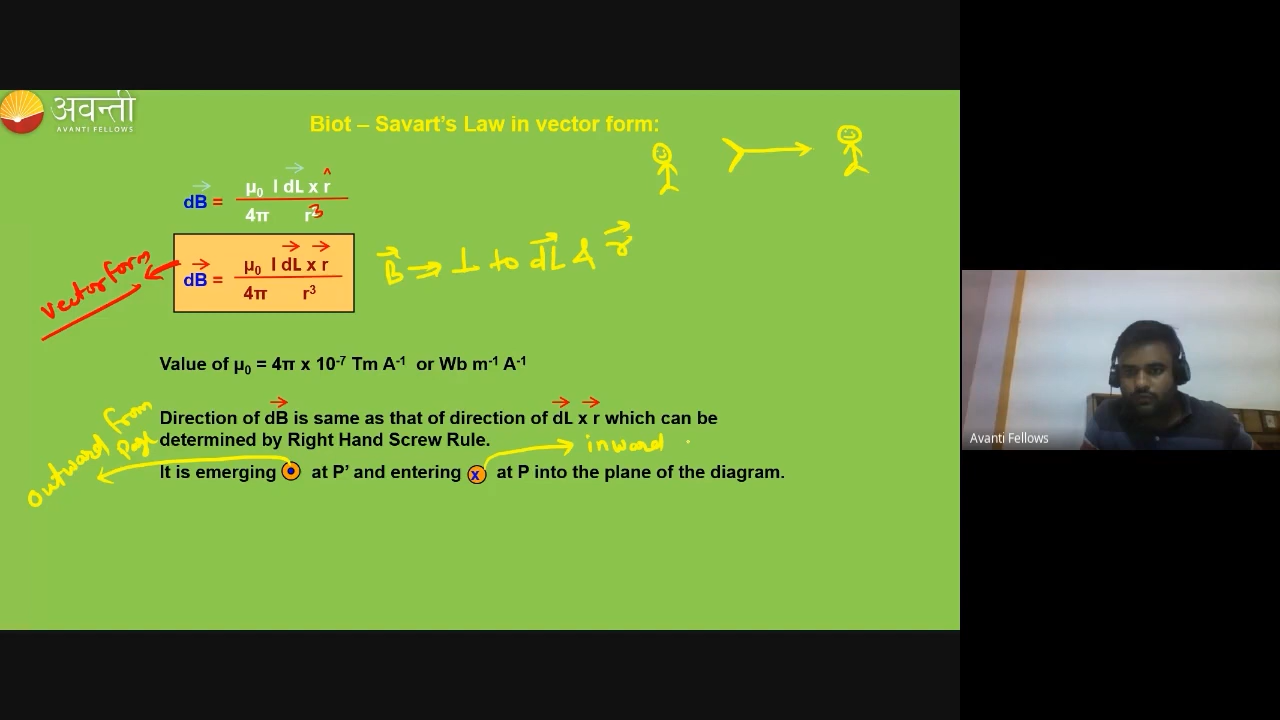 अवन्ती
AVANTI FELLOWS
Biot – Savart's Law in vector form:
dB = μ₀ I dL x r̂ / 4π r³
dB = μ₀ I dL x r / 4π r³
vector form
B ⇒ ⊥ to dL & r
Value of μ₀ = 4π x 10⁻⁷ Tm A⁻¹ or Wb m⁻¹ A⁻¹
Direction of dB is same as that of direction of dL x r which can be
determined by Right Hand Screw Rule.
inward
It is emerging at P' and entering x at P into the plane of the diagram.
Outward from
page
Avanti Fellows